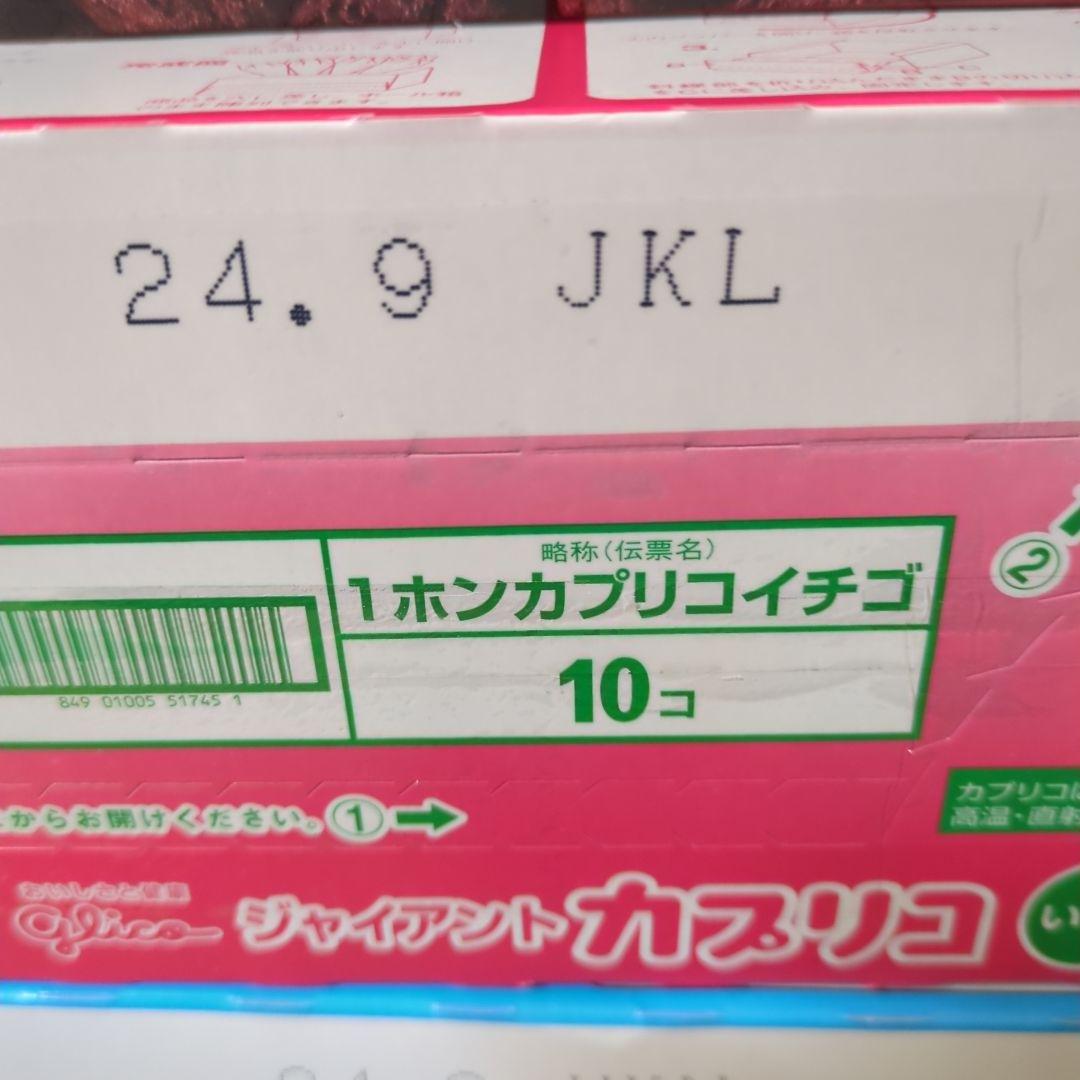 24.9 JKL
略称(伝票名)
1ホンカプリコイチゴ
10コ
849 01005 51745 1
②
からお開けください。①
カプリコは
高温・直射
おいしさと健康
glico
ジャイアントカプリコ
い